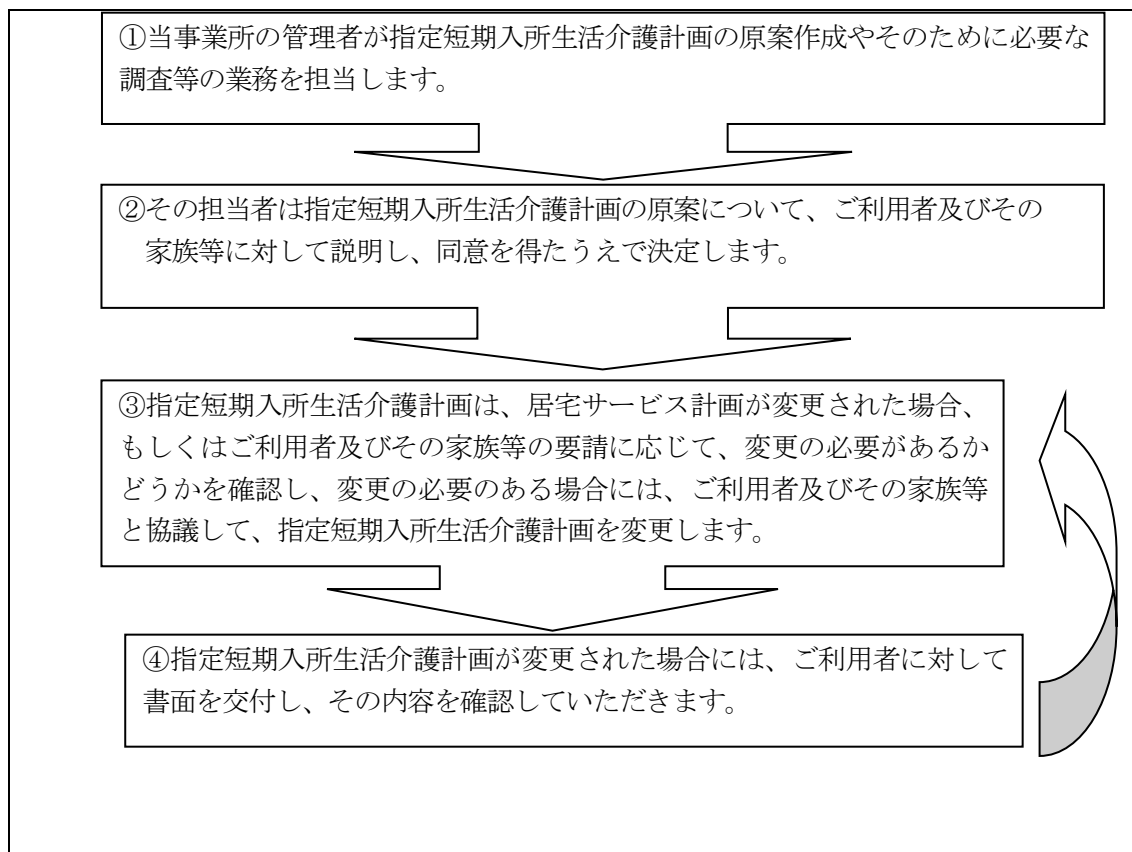 ①当事業所の管理者が指定短期入所生活介護計画の原案作成やそのために必要な
調査等の業務を担当します。
②その担当者は指定短期入所生活介護計画の原案について、ご利用者及びその
家族等に対して説明し、同意を得たうえで決定します。
③指定短期入所生活介護計画は、居宅サービス計画が変更された場合、
もしくはご利用者及びその家族等の要請に応じて、変更の必要があるか
どうかを確認し、変更の必要のある場合には、ご利用者及びその家族等
と協議して、指定短期入所生活介護計画を変更します。
④指定短期入所生活介護計画が変更された場合には、ご利用者に対して
書面を交付し、その内容を確認していただきます。